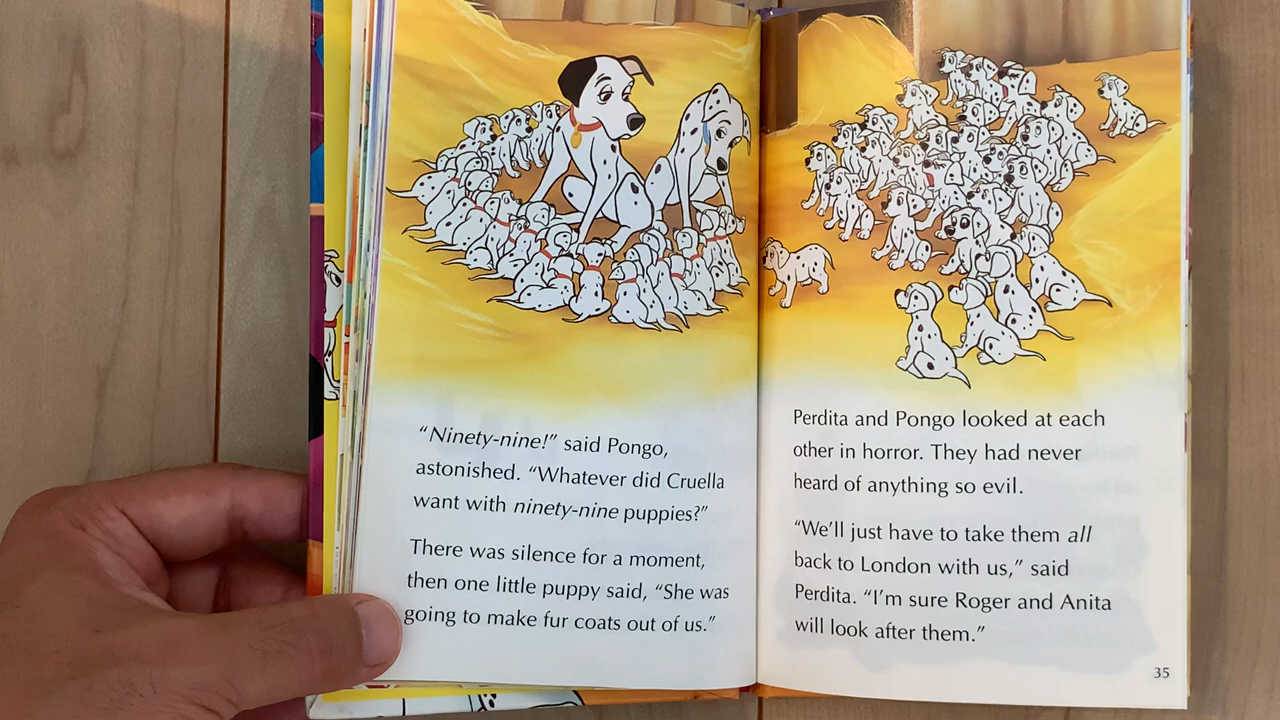 “Ninety-nine!” said Pongo,
astonished. “Whatever did Cruella
want with ninety-nine puppies?”
There was silence for a moment,
then one little puppy said, “She was
going to make fur coats out of us.”
Perdita and Pongo looked at each
other in horror. They had never
heard of anything so evil.
“We’ll just have to take them all
back to London with us,” said
Perdita. “I’m sure Roger and Anita
will look after them.”
35